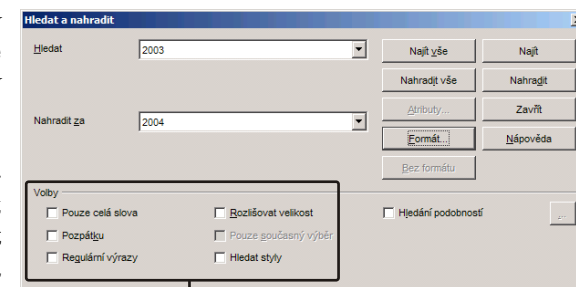 Hledat a nahradit
Hledat
2003
Najít vše
Najít
Nahradit vše
Nahradit
Nahradit za
2004
Atributy...
Zavřít
Formát...
Nápověda
Bez formátu
Volby
Pouze celá slova
Rozlišovat velikost
Hledání podobností
...
Pozpátku
Pouze současný výběr
Regulární výrazy
Hledat styly